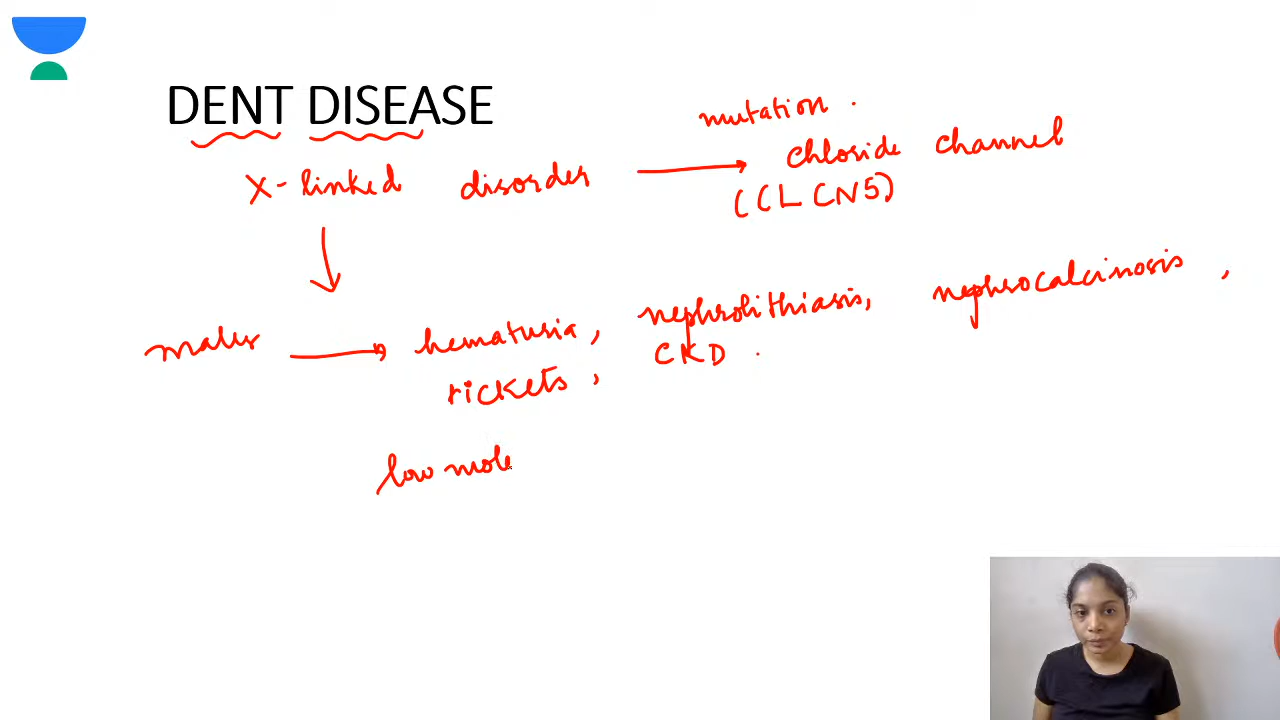 DENT DISEASE
mutation.
X-linked disorder → chloride channel
(CLCN5)
males → hematuria, nephrolithiasis, nephrocalcinosis,
rickets, CKD.
low mole